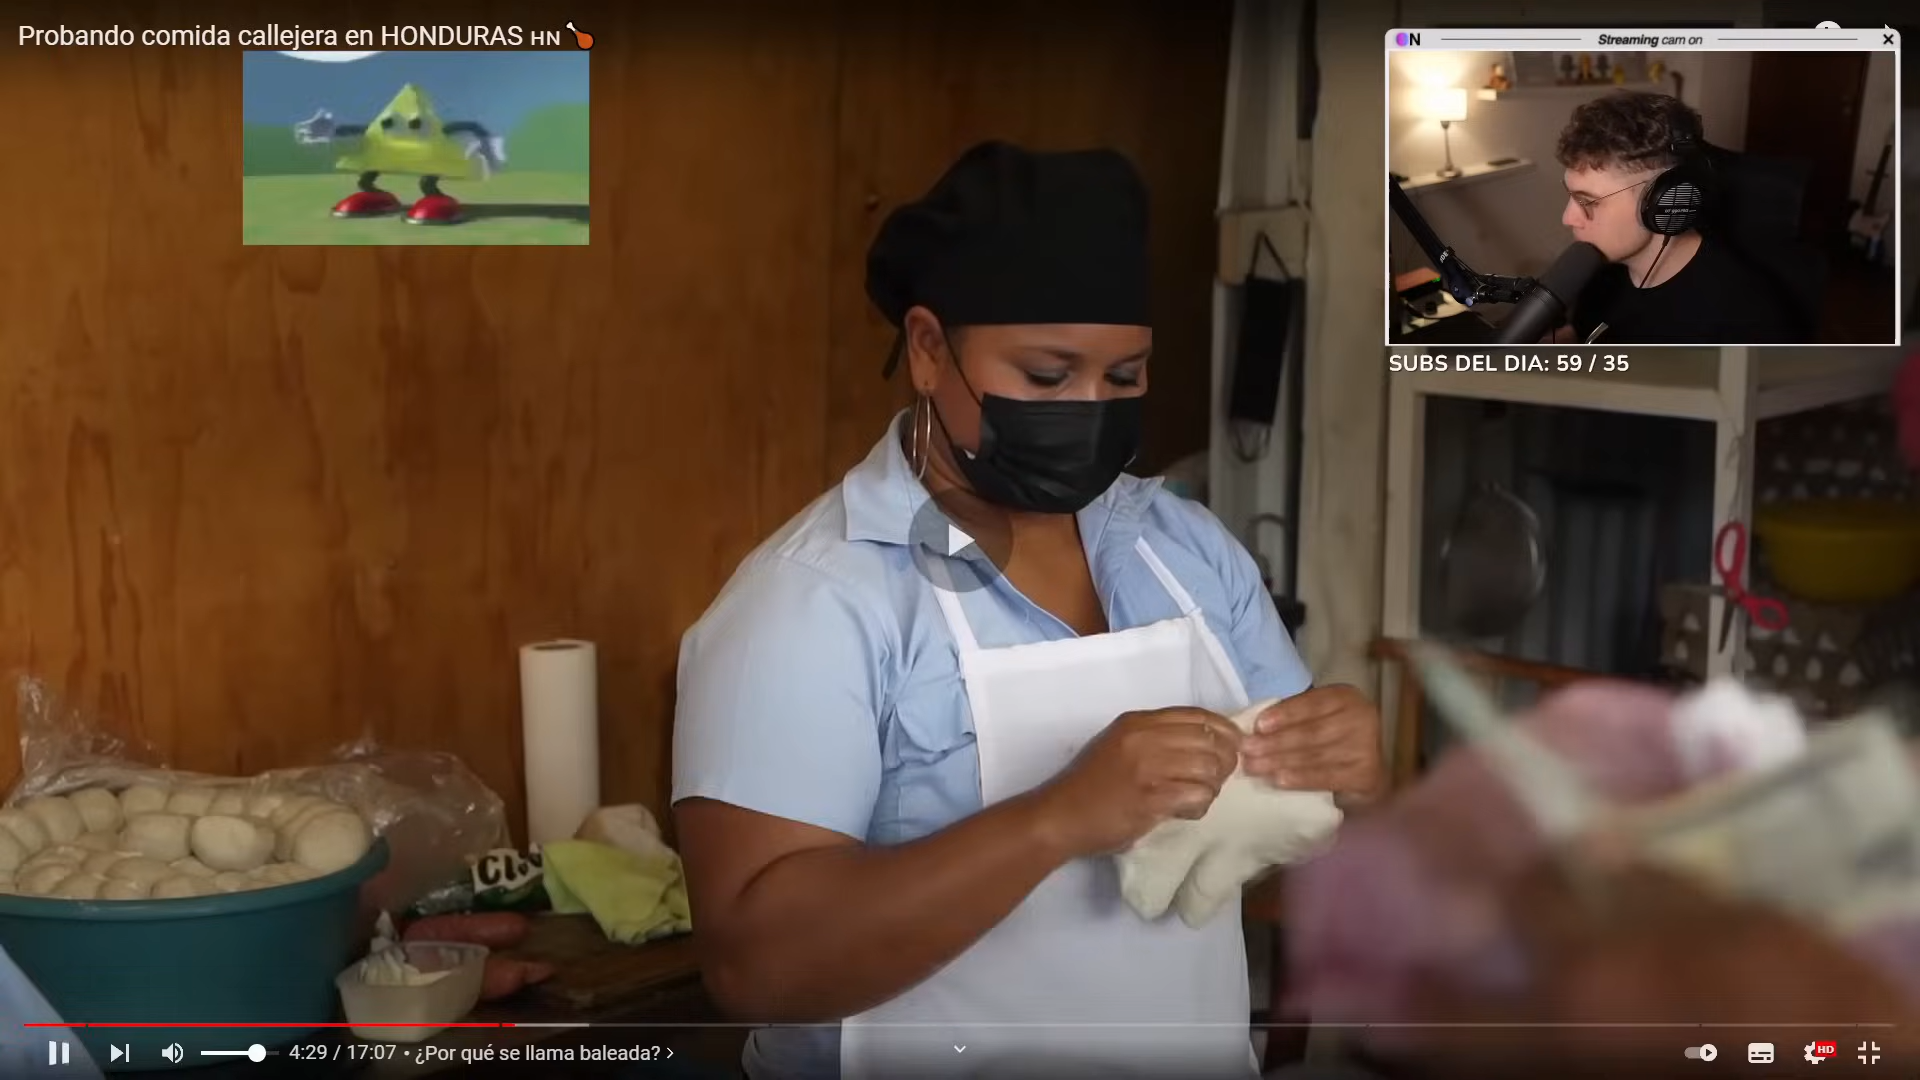 Probando comida callejera en HONDURAS HN
N Streaming cam on
SUBS DEL DIA: 59 / 35
4:29 / 17:07 • ¿Por qué se llama baleada?
HD